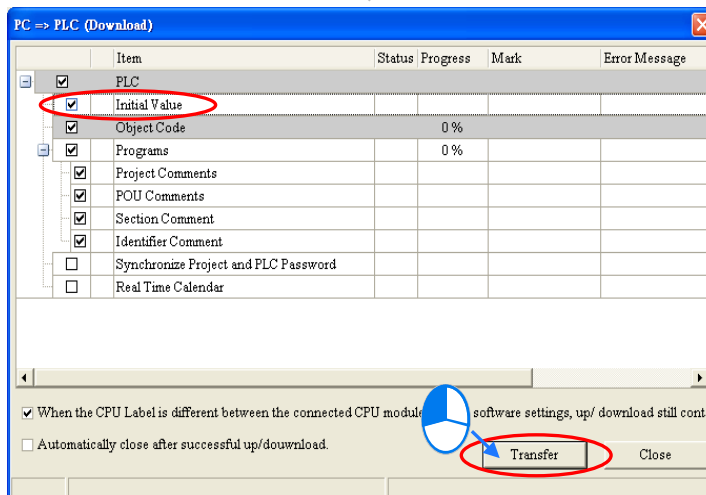 PC => PLC (Download)
Item Status Progress Mark Error Message
PLC
Initial Value
Object Code 0 %
Programs 0 %
Project Comments
POU Comments
Section Comment
Identifier Comment
Synchronize Project and PLC Password
Real Time Calendar
When the CPU Label is different between the connected CPU module software settings, up/ download still cont
Automatically close after successful up/douwnload.
Transfer Close